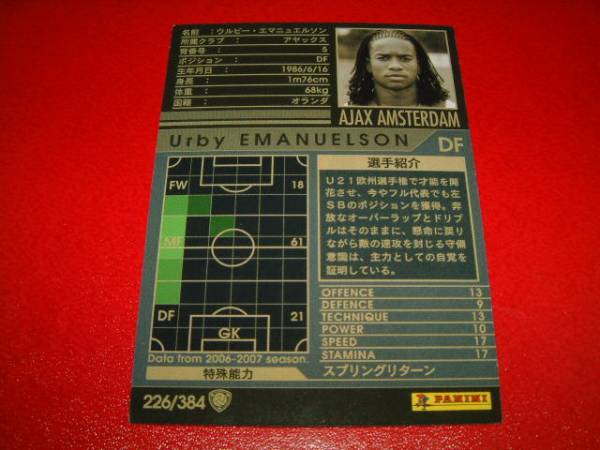 名前：ウルビー・エマニュエルソン
所属クラブ：アヤックス
背番号：5
ポジション：DF
生年月日：1986/6/16
身長：1m76cm
体重：68kg
国籍：オランダ
AJAX AMSTERDAM
Urby EMANUELSON
DF
FW 18
MF 61
DF 21
GK
Data from 2006-2007 season.
特殊能力
選手紹介
U21欧州選手権で才能を開
花させ、今やフル代表でも左
SBのポジションを獲得。奔
放なオーバーラップとドリブ
ルはそのままに、懸命に戻り
ながら敵の速攻を封じる守備
意識は、主力としての自覚を
証明している。
OFFENCE 13
DEFENCE 9
TECHNIQUE 13
POWER 10
SPEED 17
STAMINA 17
スプリングリターン
226/384
PANINI